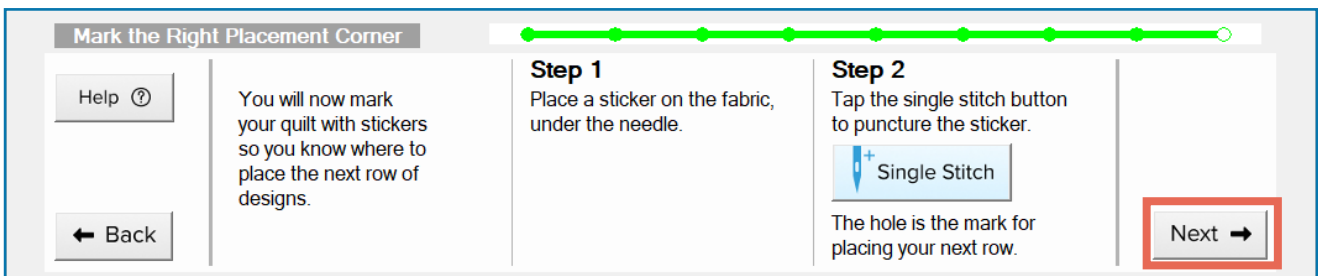 Mark the Right Placement Corner
Help
You will now mark
your quilt with stickers
so you know where to
place the next row of
designs.
Back
Step 1
Place a sticker on the fabric,
under the needle.
Step 2
Tap the single stitch button
to puncture the sticker.
Single Stitch
The hole is the mark for
placing your next row.
Next